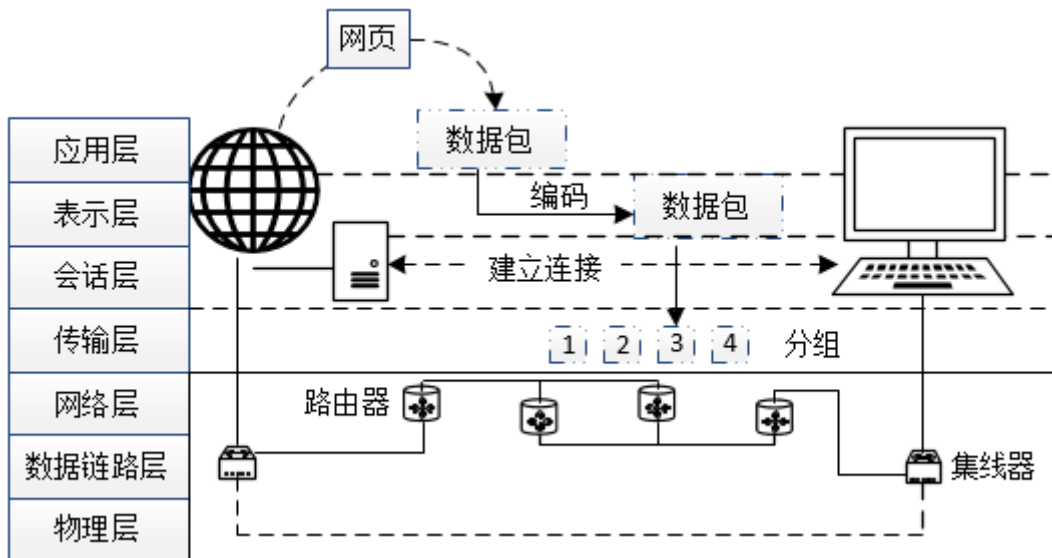 网页
应用层
数据包
表示层
编码
数据包
会话层
建立连接
传输层
1 2 3 4
分组
网络层
路由器
数据链路层
集线器
物理层